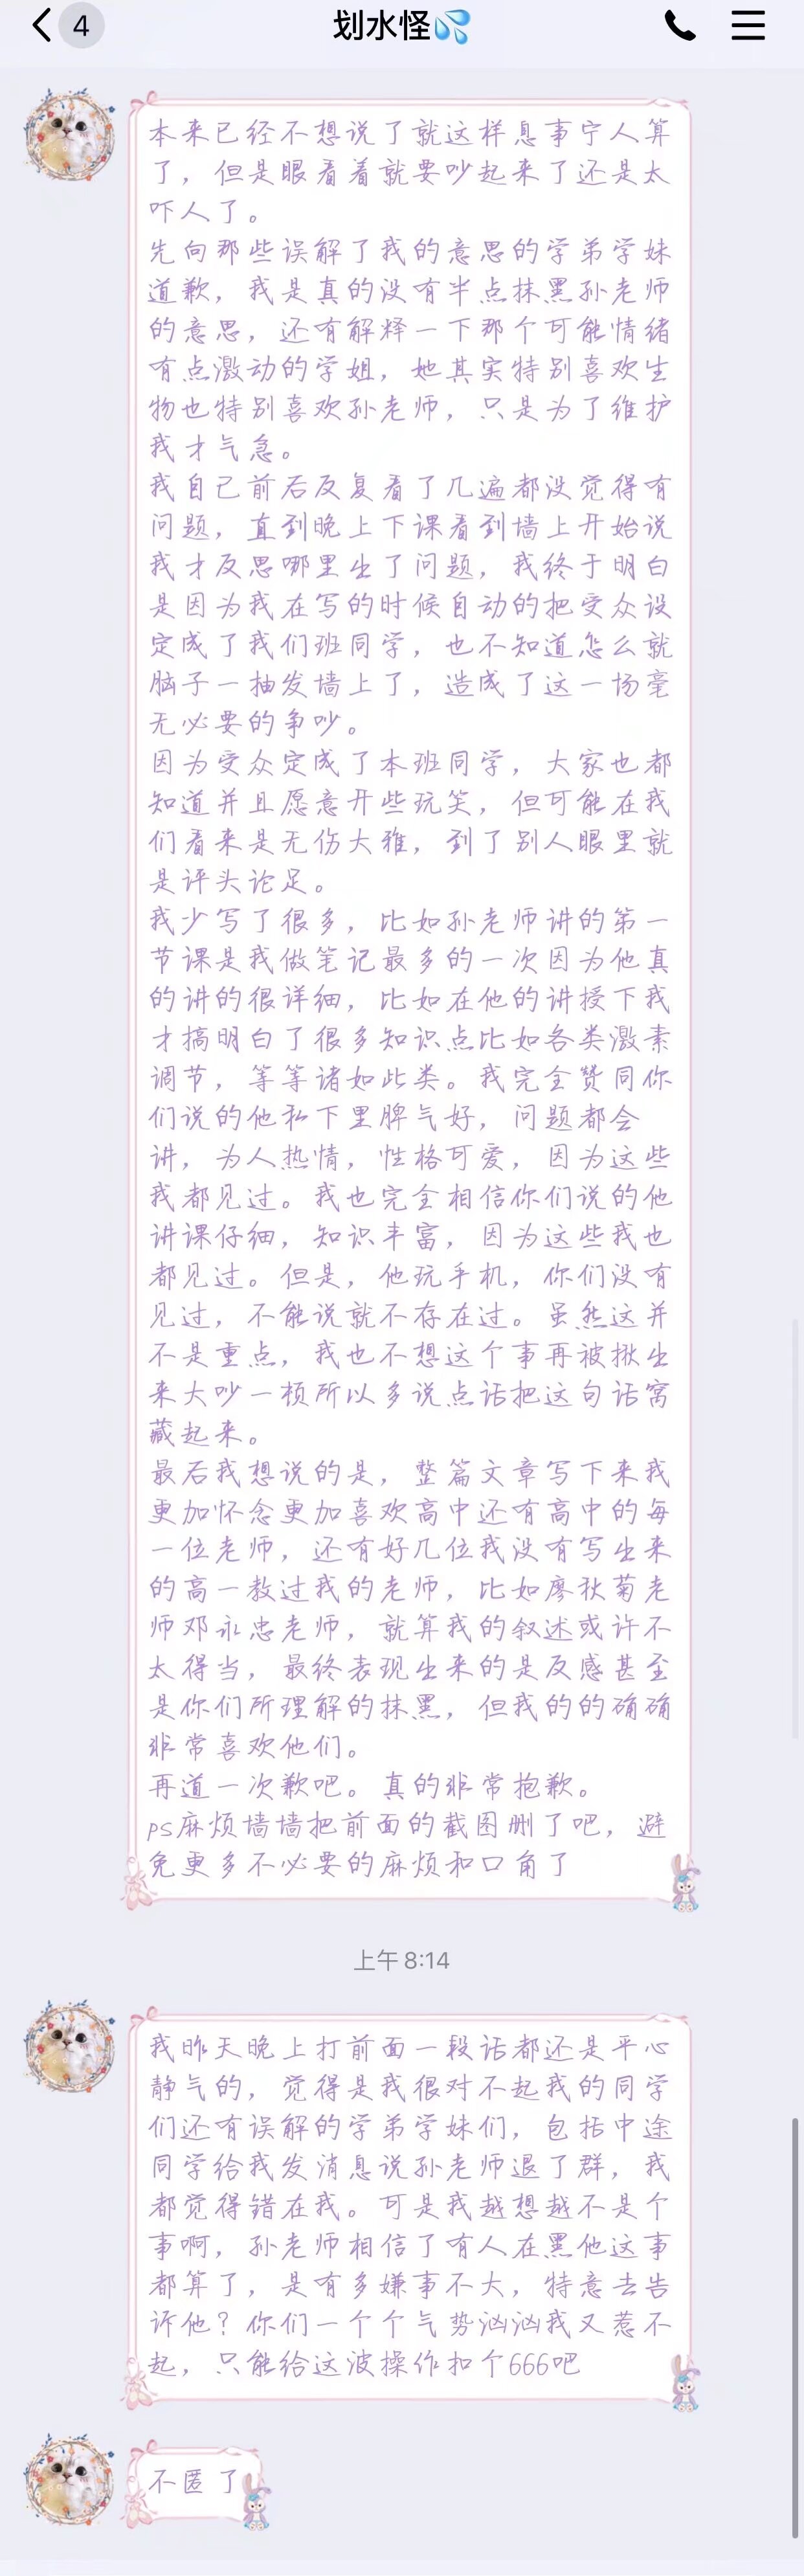 4
划水怪💦
本来已经不想说了就这样息事宁人算
了，但是眼看着就要吵起来了还是太
吓人了。
先向那些误解了我的意思的学弟学妹
道歉，我是真的没有半点抹黑孙老师
的意思，还有解释一下那个可能情绪
有点激动的学姐，她其实特别喜欢生
物也特别喜欢孙老师，只是为了维护
我才气急。
我自己前后反复看了几遍都没觉得有
问题，直到晚上下课看到墙上开始说
我才反思哪里出了问题，我终于明白
是因为我在写的时候自动的把受众设
定成了我们班同学，也不知道怎么就
脑子一抽发墙上了，造成了这一场毫
无必要的争吵。
因为受众定成了本班同学，大家也都
知道并且愿意开些玩笑，但可能在我
们看来是无伤大雅，到了别人眼里就
是评头论足。
我少写了很多，比如孙老师讲的第一
节课是我做笔记最多的一次因为他真
的讲的很详细，比如在他的讲授下我
才搞明白了很多知识点比如各类激素
调节，等等诸如此类。我完全赞同你
们说的他私下里脾气好，问题都会
讲，为人热情，性格可爱，因为这些
我都见过。我也完全相信你们说的他
讲课仔细，知识丰富，因为这些我也
都见过。但是，他玩手机，你们没有
见过，不能说就不存在过。虽然这并
不是重点，我也不想这个事再被揪出
来大吵一顿所以多说点话把这句话窝
藏起来。
最后我想说的是，整篇文章写下来我
更加怀念更加喜欢高中还有高中的每
一位老师，还有好几位我没有写出来
的高一教过我的老师，比如廖秋菊老
师邓永忠老师，就算我的叙述或许不
太得当，最终表现出来的是反感甚至
是你们所理解的抹黑，但我的的确确
非常喜欢他们。
再道一次歉吧。真的非常抱歉。
ps麻烦墙墙把前面的截图删了吧，避
免更多不必要的麻烦和口角了
上午 8:14
我昨天晚上打前面一段话都还是平心
静气的，觉得是我很对不起我的同学
们还有误解的学弟学妹们，包括中途
同学给我发消息说孙老师退了群，我
都觉得错在我。可是我越想越不是个
事啊，孙老师相信了有人在黑他这事
都算了，是有多嫌事不大，特意去告
诉他？你们一个个气势汹汹我又惹不
起，只能给这波操作扣个666吧
不匿了